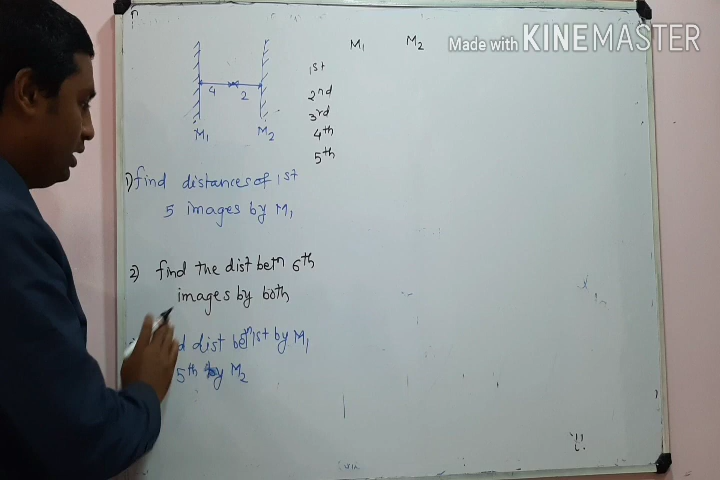 M1 M2
Made with KINEMASTER
4 2
M1 M2
1st
2nd
3rd
4th
5th
1) find distances of 1st
5 images by M1
2) find the dist betn 6th
images by both
dist betn 1st by M1
5th by M2